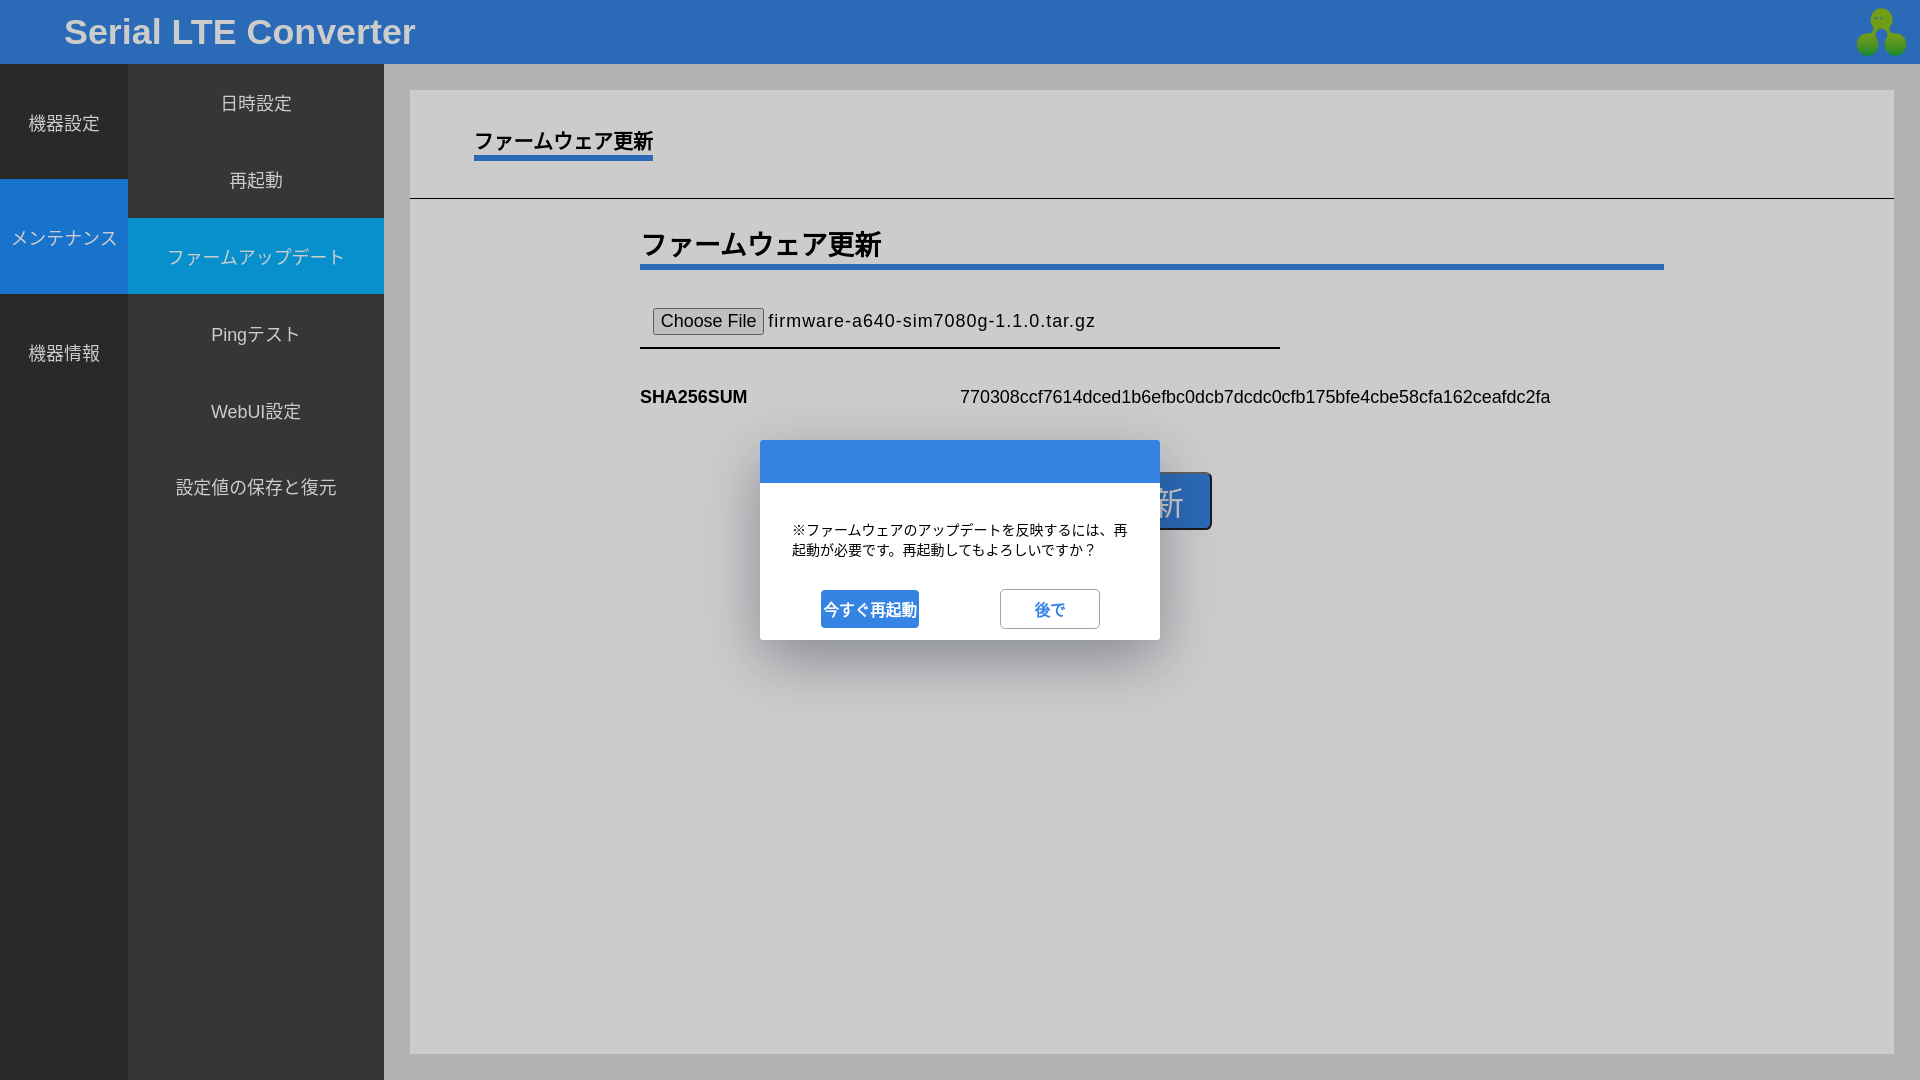 Serial LTE Converter
機器設定
メンテナンス
機器情報
日時設定
再起動
ファームアップデート
Pingテスト
WebUI設定
設定値の保存と復元
ファームウェア更新
ファームウェア更新
Choose File firmware-a640-sim7080g-1.1.0.tar.gz
SHA256SUM 770308ccf7614dced1b6efbc0dcb7dcdc0cfb175bfe4cbe58cfa162ceafdc2fa
新
※ファームウェアのアップデートを反映するには、再
起動が必要です。再起動してもよろしいですか？
今すぐ再起動 後で